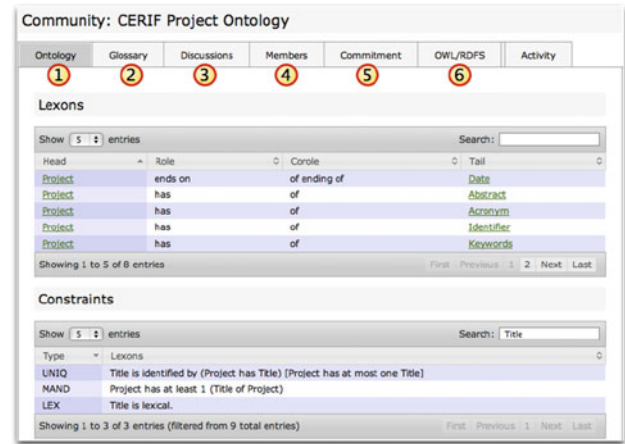 Community: CERIF Project Ontology
Ontology Glossary Discussions Members Commitment OWL/RDFS Activity
1 2 3 4 5 6
Lexons
Show 5 entries Search:
Head Role Corole Tail
Project ends on of ending of Date
Project has of Abstract
Project has of Acronym
Project has of Identifier
Project has of Keywords
Showing 1 to 5 of 8 entries First Previous 1 2 Next Last
Constraints
Show 5 entries Search: Title
Type Lexons
UNIQ Title is identified by (Project has Title) [Project has at most one Title]
MAND Project has at least 1 (Title of Project)
LEX Title is lexical.
Showing 1 to 3 of 3 entries (filtered from 9 total entries) First Previous 1 Next Last